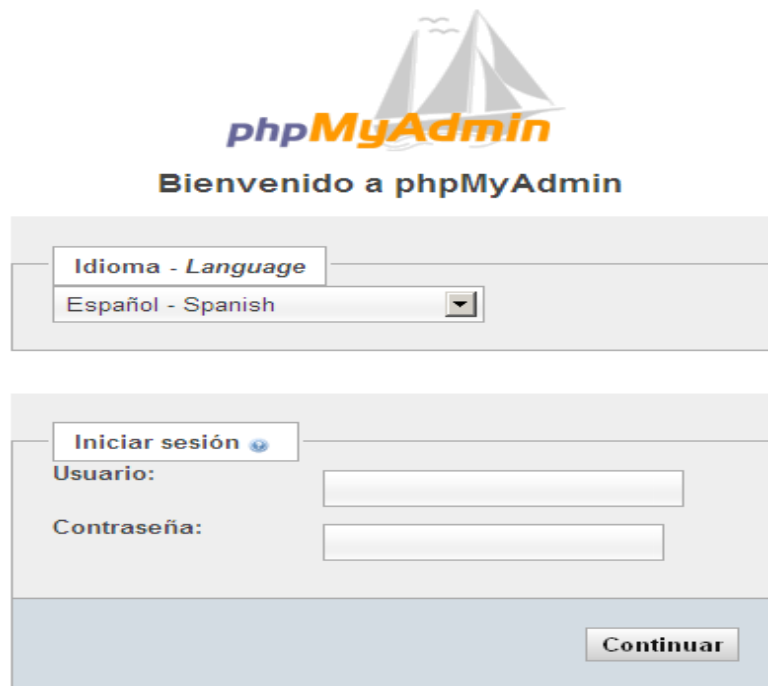 phpMyAdmin
Bienvenido a phpMyAdmin
Idioma - Language
Español - Spanish
Iniciar sesión
Usuario:
Contraseña:
Continuar